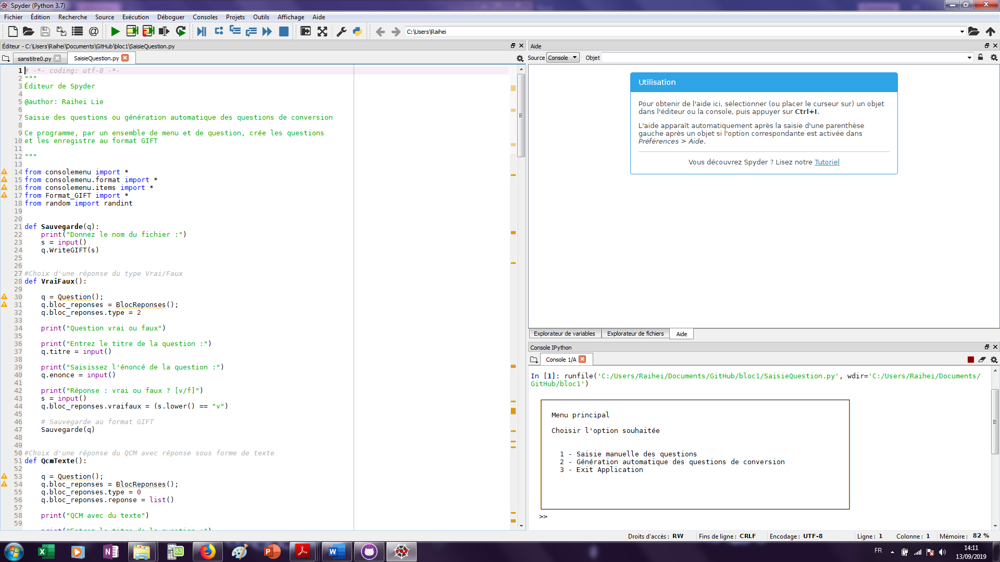 Spyder (Python 3.7)
Fichier Édition Recherche Source Exécution Déboguer Consoles Projets Outils Affichage Aide
C:\Users\Raihei
Éditeur - C:\Users\Raihei\Documents\GitHub\bloc1\SaisieQuestion.py
sanstitre0.py SaisieQuestion.py
1 # -*- coding: utf-8 -*-
2 """
3 Éditeur de Spyder
4
5 @author: Raihei Lie
6
7 Saisie des questions ou génération automatique des questions de conversion
8
9 Ce programme, par un ensemble de menu et de question, crée les questions
10 et les enregistre au format GIFT
11
12 """
13
14 from consolemenu import *
15 from consolemenu.format import *
16 from consolemenu.items import *
17 from Format_GIFT import *
18 from random import randint
19
20
21 def Sauvegarde(q):
22     print("Donnez le nom du fichier :")
23     s = input()
24     q.WriteGIFT(s)
25
26
27 #Choix d'une réponse du type Vrai/Faux
28 def VraiFaux():
29
30     q = Question();
31     q.bloc_reponses = BlocReponses();
32     q.bloc_reponses.type = 2
33
34     print("Question vrai ou faux")
35
36     print("Entrez le titre de la question :")
37     q.titre = input()
38
39     print("Saisissez l'énoncé de la question :")
40     q.enonce = input()
41
42     print("Réponse : vrai ou faux ? [v/f]")
43     s = input()
44     q.bloc_reponses.vraifaux = (s.lower() == "v")
45
46     # Sauvegarde au format GIFT
47     Sauvegarde(q)
48
49
50 #Choix d'une réponse du QCM avec réponse sous forme de texte
51 def QcmTexte():
52
53     q = Question();
54     q.bloc_reponses = BlocReponses();
55     q.bloc_reponses.type = 0
56     q.bloc_reponses.reponse = list()
57
58     print("QCM avec du texte")
59
print("Entrez le titre de la question :")
Aide
Source Console Objet
Utilisation
Pour obtenir de l'aide ici, sélectionner (ou placer le curseur sur) un objet
dans l'éditeur ou la console, puis appuyer sur Ctrl+I.
L'aide apparaît automatiquement après la saisie d'une parenthèse
gauche après un objet si l'option correspondante est activée dans
Préférences > Aide.
Vous découvrez Spyder ? Lisez notre Tutoriel
Explorateur de variables Explorateur de fichiers Aide
Console IPython
Console 1/A
In [1]: runfile('C:/Users/Raihei/Documents/GitHub/bloc1/SaisieQuestion.py', wdir='C:/Users/Raihei/Documents/
GitHub/bloc1')
Menu principal
Choisir l'option souhaitée
1 - Saisie manuelle des questions
2 - Génération automatique des questions de conversion
3 - Exit Application
>>
Droits d'accès : RW Fins de ligne : CRLF Encodage : UTF-8 Ligne : 1 Colonne : 1 Mémoire : 82 %
83
FR
14:11
13/09/2019